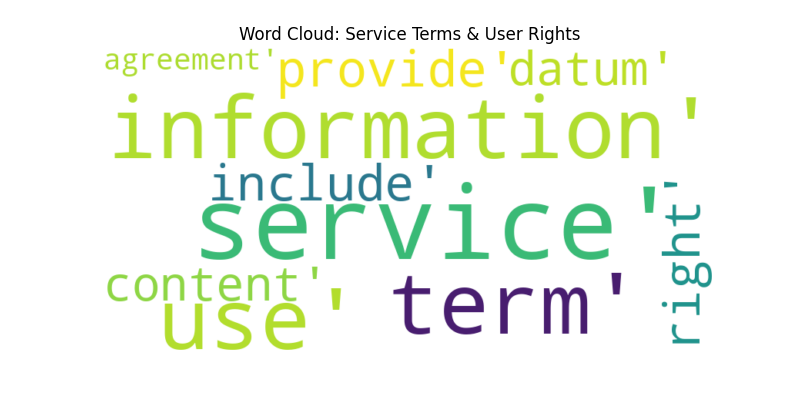 Word Cloud: Service Terms & User Rights
agreement' provide' datum'
information'
include'
service'
right'
content' term'
use'